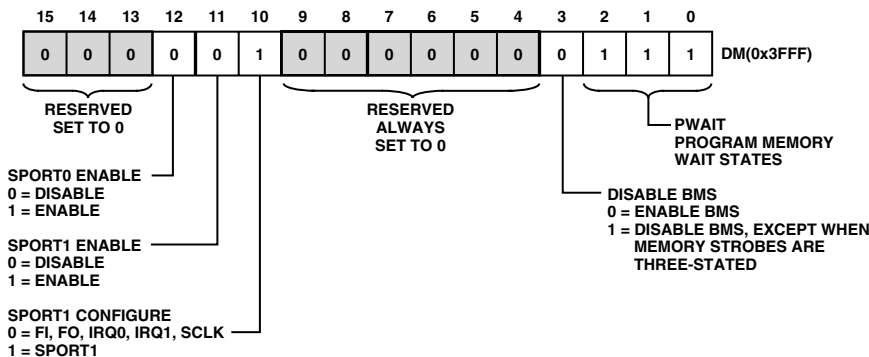 15 14 13 12 11 10 9 8 7 6 5 4 3 2 1 0
0 0 0 0 0 1 0 0 0 0 0 0 0 1 1 1 DM(0x3FFF)
RESERVED
SET TO 0
RESERVED
ALWAYS
SET TO 0
PWAIT
PROGRAM MEMORY
WAIT STATES
SPORT0 ENABLE
0 = DISABLE
1 = ENABLE
DISABLE BMS
0 = ENABLE BMS
1 = DISABLE BMS, EXCEPT WHEN
MEMORY STROBES ARE
THREE-STATED
SPORT1 ENABLE
0 = DISABLE
1 = ENABLE
SPORT1 CONFIGURE
0 = FI, FO, IRQ0, IRQ1, SCLK
1 = SPORT1